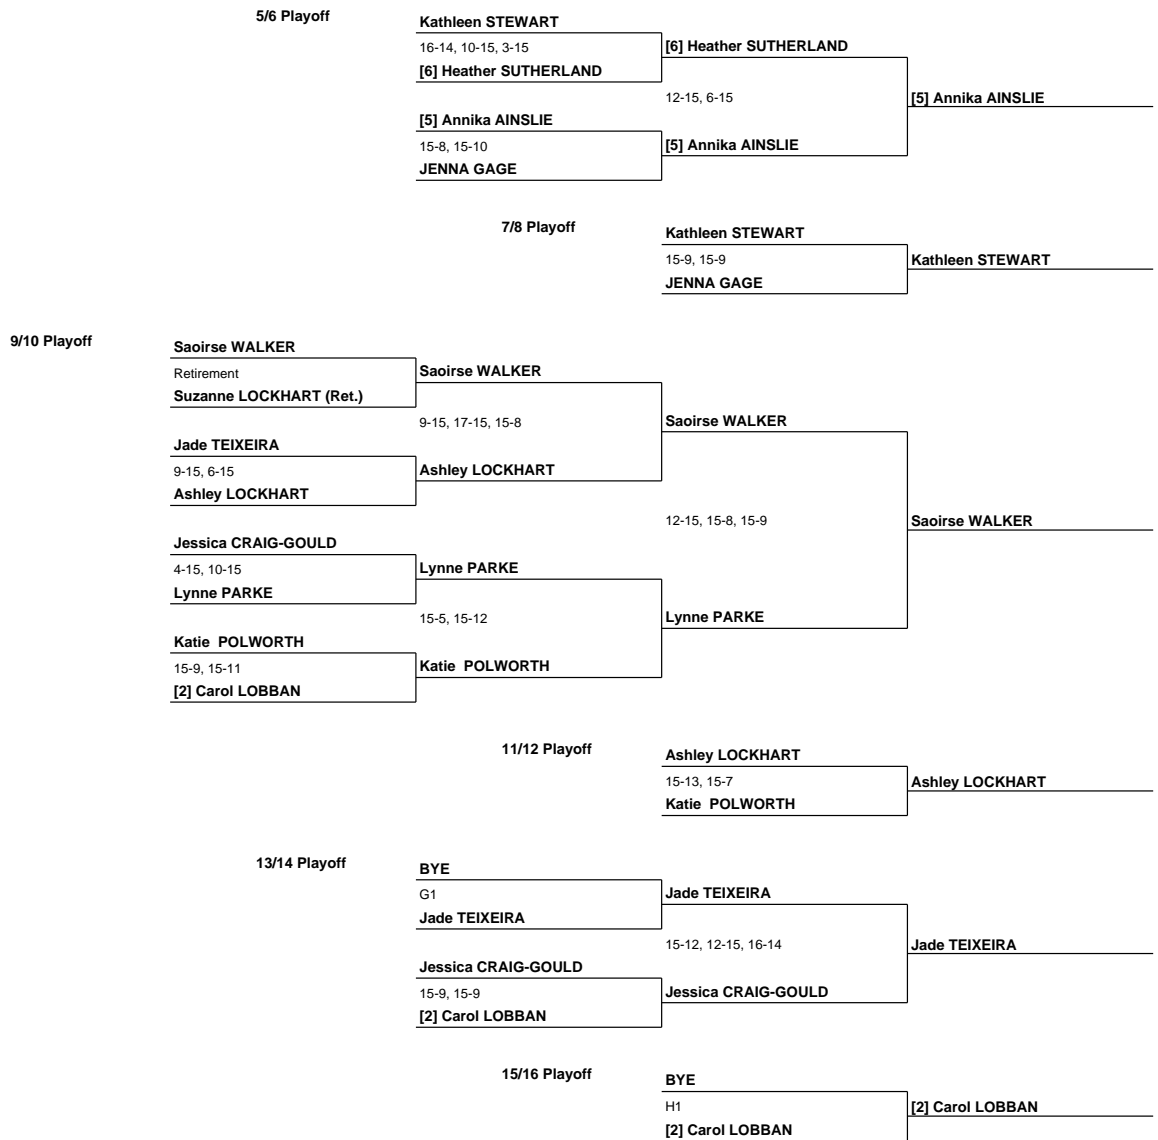 5/6 Playoff
Kathleen STEWART
16-14, 10-15, 3-15
[6] Heather SUTHERLAND
[6] Heather SUTHERLAND
12-15, 6-15
[5] Annika AINSLIE
[5] Annika AINSLIE
15-8, 15-10
[5] Annika AINSLIE
JENNA GAGE
7/8 Playoff
Kathleen STEWART
15-9, 15-9
Kathleen STEWART
JENNA GAGE
9/10 Playoff
Saoirse WALKER
Retirement
Saoirse WALKER
Suzanne LOCKHART (Ret.)
9-15, 17-15, 15-8
Saoirse WALKER
Jade TEIXEIRA
9-15, 6-15
Ashley LOCKHART
Ashley LOCKHART
12-15, 15-8, 15-9
Saoirse WALKER
Jessica CRAIG-GOULD
4-15, 10-15
Lynne PARKE
Lynne PARKE
15-5, 15-12
Lynne PARKE
Katie POLWORTH
15-9, 15-11
Katie POLWORTH
[2] Carol LOBBAN
11/12 Playoff
Ashley LOCKHART
15-13, 15-7
Ashley LOCKHART
Katie POLWORTH
13/14 Playoff
BYE
G1
Jade TEIXEIRA
Jade TEIXEIRA
15-12, 12-15, 16-14
Jade TEIXEIRA
Jessica CRAIG-GOULD
15-9, 15-9
Jessica CRAIG-GOULD
[2] Carol LOBBAN
15/16 Playoff
BYE
H1
[2] Carol LOBBAN
[2] Carol LOBBAN